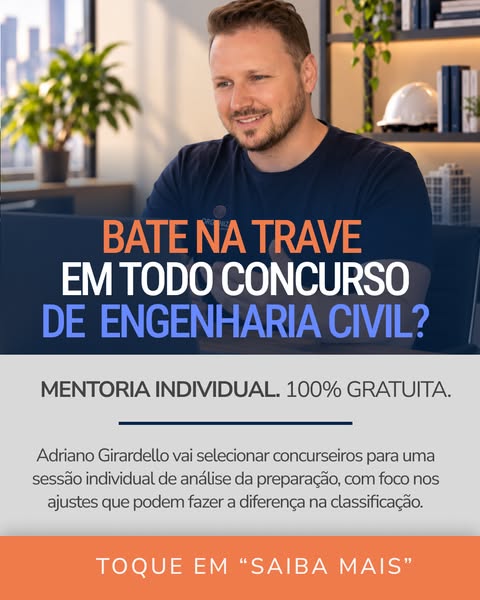 BATE NA TRAVE
EM TODO CONCURSO
DE ENGENHARIA CIVIL?
MENTORIA INDIVIDUAL. 100% GRATUITA.
Adriano Girardello vai selecionar concurseiros para uma
sessão individual de análise da preparação, com foco nos
ajustes que podem fazer a diferença na classificação.
TOQUE EM “SAIBA MAIS”